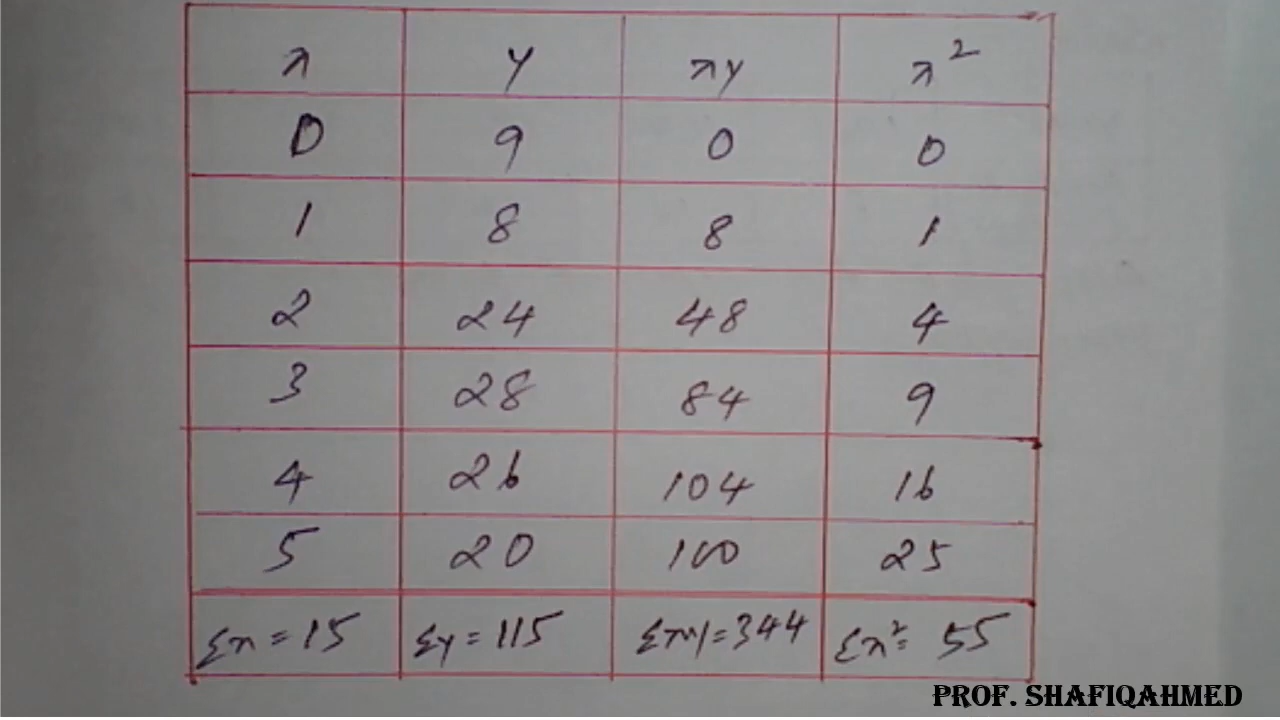 x y xy x²
0 9 0 0
1 8 8 1
2 24 48 4
3 28 84 9
4 26 104 16
5 20 100 25
Σx = 15 Σy = 115 Σxy = 344 Σx² = 55
PROF. SHAFIQAHMED